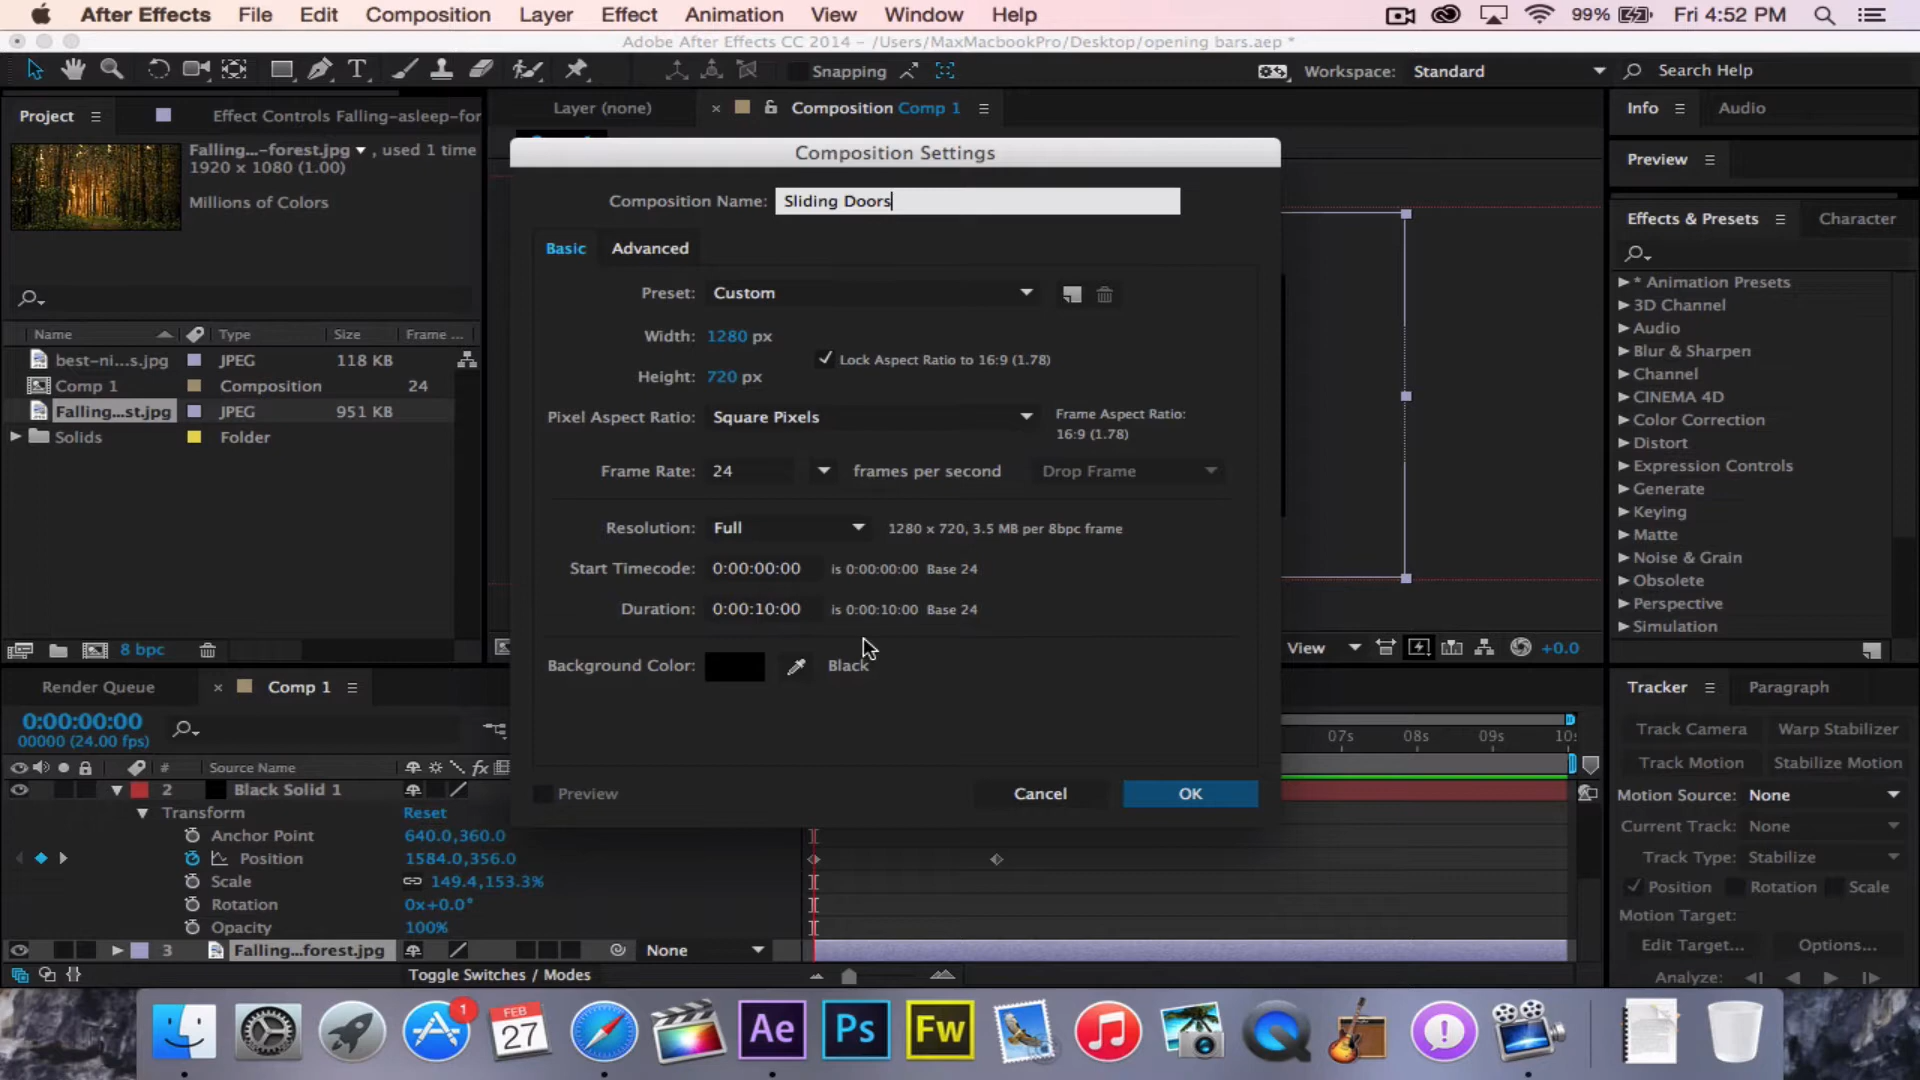 After Effects File Edit Composition Layer Effect Animation View Window Help 99% Fri 4:52 PM
Adobe After Effects CC 2014 - /Users/MaxMacbookPro/Desktop/opening bars.aep *
Snapping Workspace: Standard Search Help
Project Effect Controls Falling-asleep-for Layer (none) Composition Comp 1 Info Audio
Falling...-forest.jpg , used 1 time
1920 x 1080 (1.00)
Millions of Colors
Composition Settings
Preview
Composition Name: Sliding Doors
Effects & Presets Character
Basic Advanced
* Animation Presets
3D Channel
Audio
Blur & Sharpen
Channel
CINEMA 4D
Color Correction
Distort
Expression Controls
Generate
Keying
Matte
Noise & Grain
Obsolete
Perspective
Simulation
Preset: Custom
Width: 1280 px
Lock Aspect Ratio to 16:9 (1.78)
Height: 720 px
Pixel Aspect Ratio: Square Pixels Frame Aspect Ratio:
16:9 (1.78)
Frame Rate: 24 frames per second Drop Frame
Resolution: Full 1280 x 720, 3.5 MB per 8bpc frame
Start Timecode: 0:00:00:00 is 0:00:00:00 Base 24
Duration: 0:00:10:00 is 0:00:10:00 Base 24
Background Color: Black
Preview Cancel OK
Name Type Size Frame ...
best-ni...s.jpg JPEG 118 KB
Comp 1 Composition 24
Falling...st.jpg JPEG 951 KB
Solids Folder
8 bpc
View +0.0
Render Queue Comp 1
0:00:00:00
00000 (24.00 fps)
07s 08s 09s 10s
# Source Name fx
2 Black Solid 1
Transform Reset
Anchor Point 640.0,360.0
Position 1584.0,356.0
Scale 149.4,153.3%
Rotation 0x+0.0°
Opacity 100%
3 Falling...forest.jpg None
Toggle Switches / Modes
Tracker Paragraph
Track Camera Warp Stabilizer
Track Motion Stabilize Motion
Motion Source: None
Current Track: None
Track Type: Stabilize
Position Rotation Scale
Motion Target:
Edit Target... Options...
Analyze:
1
FEB
27
Ae Ps Fw